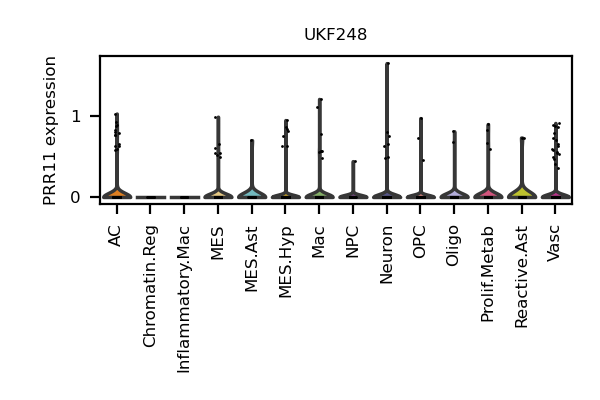 UKF248
PRR11 expression
1
0
AC
Chromatin.Reg
Inflammatory.Mac
MES
MES.Ast
MES.Hyp
Mac
NPC
Neuron
OPC
Oligo
Prolif.Metab
Reactive.Ast
Vasc